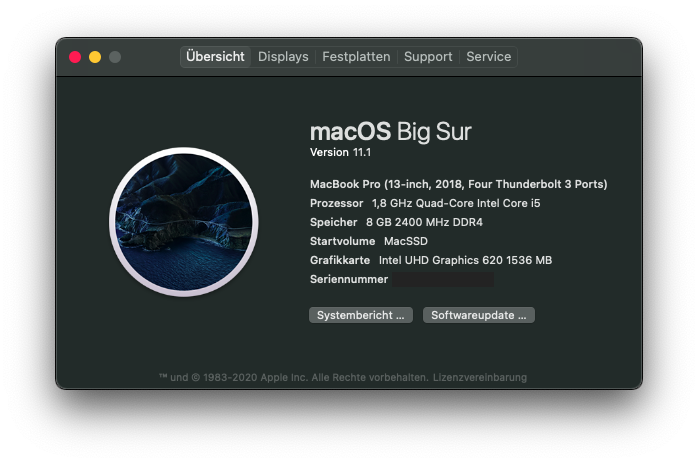 Übersicht Displays Festplatten Support Service
macOS Big Sur
Version 11.1
MacBook Pro (13-inch, 2018, Four Thunderbolt 3 Ports)
Prozessor 1,8 GHz Quad-Core Intel Core i5
Speicher 8 GB 2400 MHz DDR4
Startvolume MacSSD
Grafikkarte Intel UHD Graphics 620 1536 MB
Seriennummer
Systembericht ... Softwareupdate ...
™ und © 1983-2020 Apple Inc. Alle Rechte vorbehalten. Lizenzvereinbarung